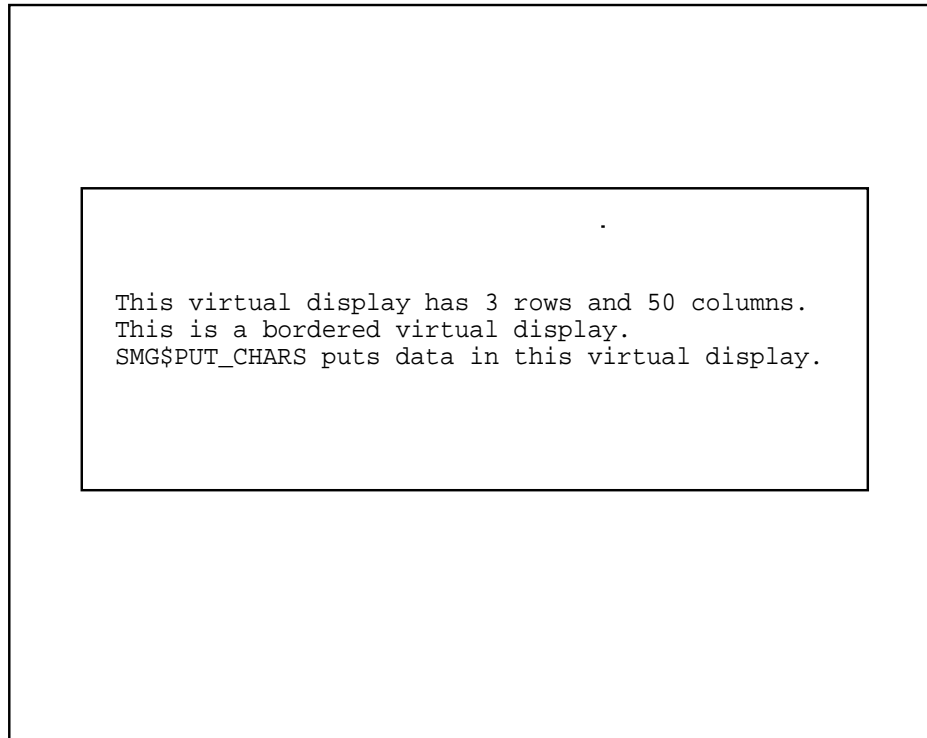 This virtual display has 3 rows and 50 columns.
This is a bordered virtual display.
SMG$PUT_CHARS puts data in this virtual display.